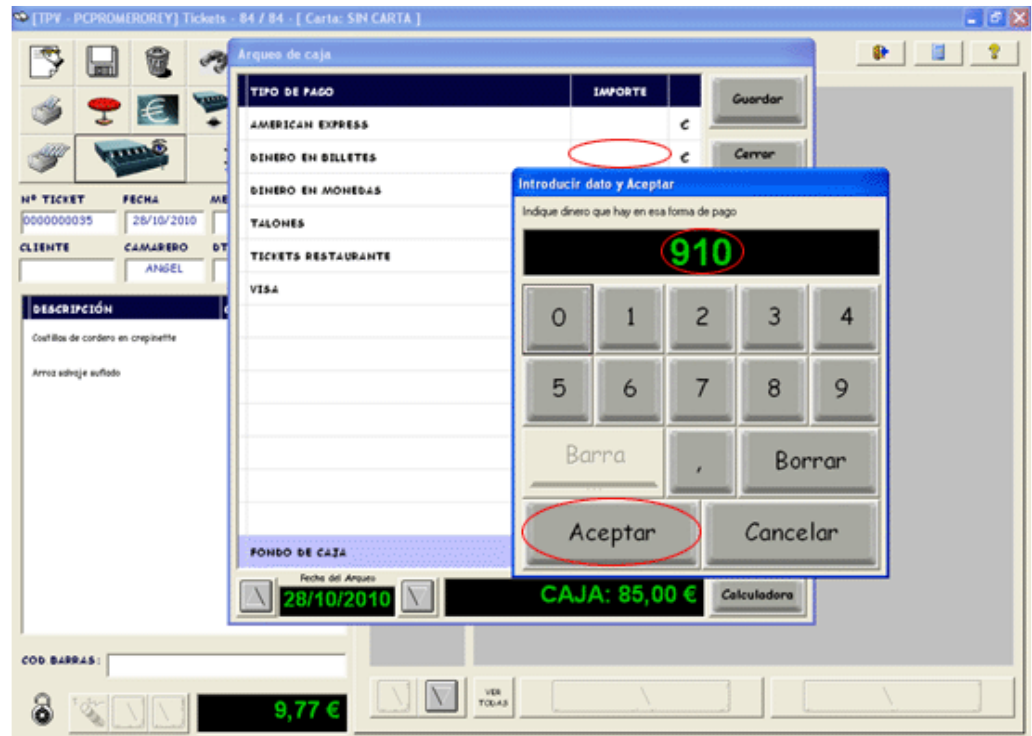 [TPV - PCPROMEROREY] Tickets - 84 / 84 - [ Carta: SIN CARTA ]
Arqueo de caja
TIPO DE PAGO IMPORTE
Guardar
AMERICAN EXPRESS C
DINERO EN BILLETES C
Cerrar
DINERO EN MONEDAS
TALONES
TICKETS RESTAURANTE
VISA
FONDO DE CAJA
Fecha del Arqueo
28/10/2010
CAJA: 85,00 €
Calculadora
Introducir dato y Aceptar
Indique dinero que hay en esa forma de pago
910
0 1 2 3 4
5 6 7 8 9
Barra , Borrar
Aceptar Cancelar
Nº TICKET FECHA ME
0000000035 28/10/2010
CLIENTE CAMARERO DT
ANGEL
DESCRIPCIÓN
Costillas de cordero en crepinette
Arroz salvaje suflado
COD BARRAS:
9,77 €
VER
TODAS